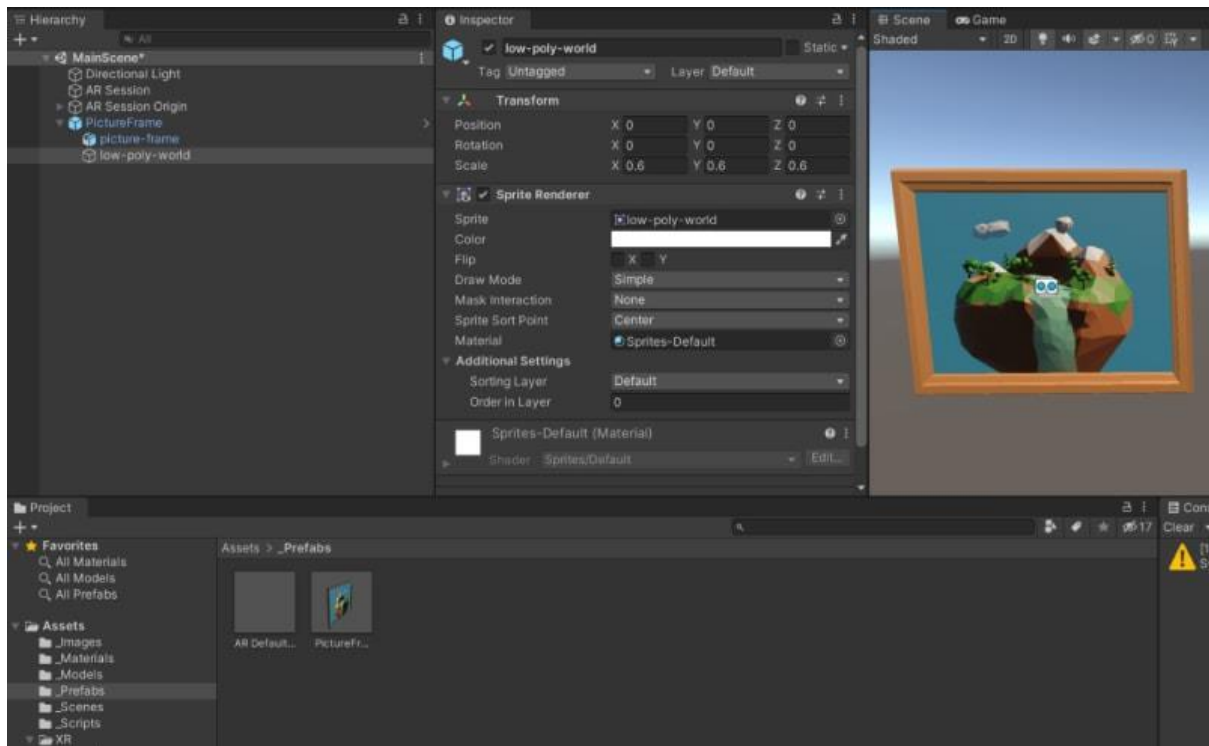 Hierarchy
All
MainScene*
Directional Light
AR Session
AR Session Origin
PictureFrame
picture-frame
low-poly-world
Inspector
low-poly-world
Static
Tag Untagged Layer Default
Transform
Position X 0 Y 0 Z 0
Rotation X 0 Y 0 Z 0
Scale X 0.6 Y 0.6 Z 0.6
Sprite Renderer
Sprite low-poly-world
Color
Flip X Y
Draw Mode Simple
Mask Interaction None
Sprite Sort Point Center
Material Sprites-Default
Additional Settings
Sorting Layer Default
Order in Layer 0
Sprites-Default (Material)
Shader Sprites/Default Edit...
Scene Game
Shaded 2D 0
Project
17
Favorites
All Materials
All Models
All Prefabs
Assets
_Images
_Materials
_Models
_Prefabs
_Scenes
_Scripts
XR
Assets > _Prefabs
AR Default... PictureFr...
Con
Clear